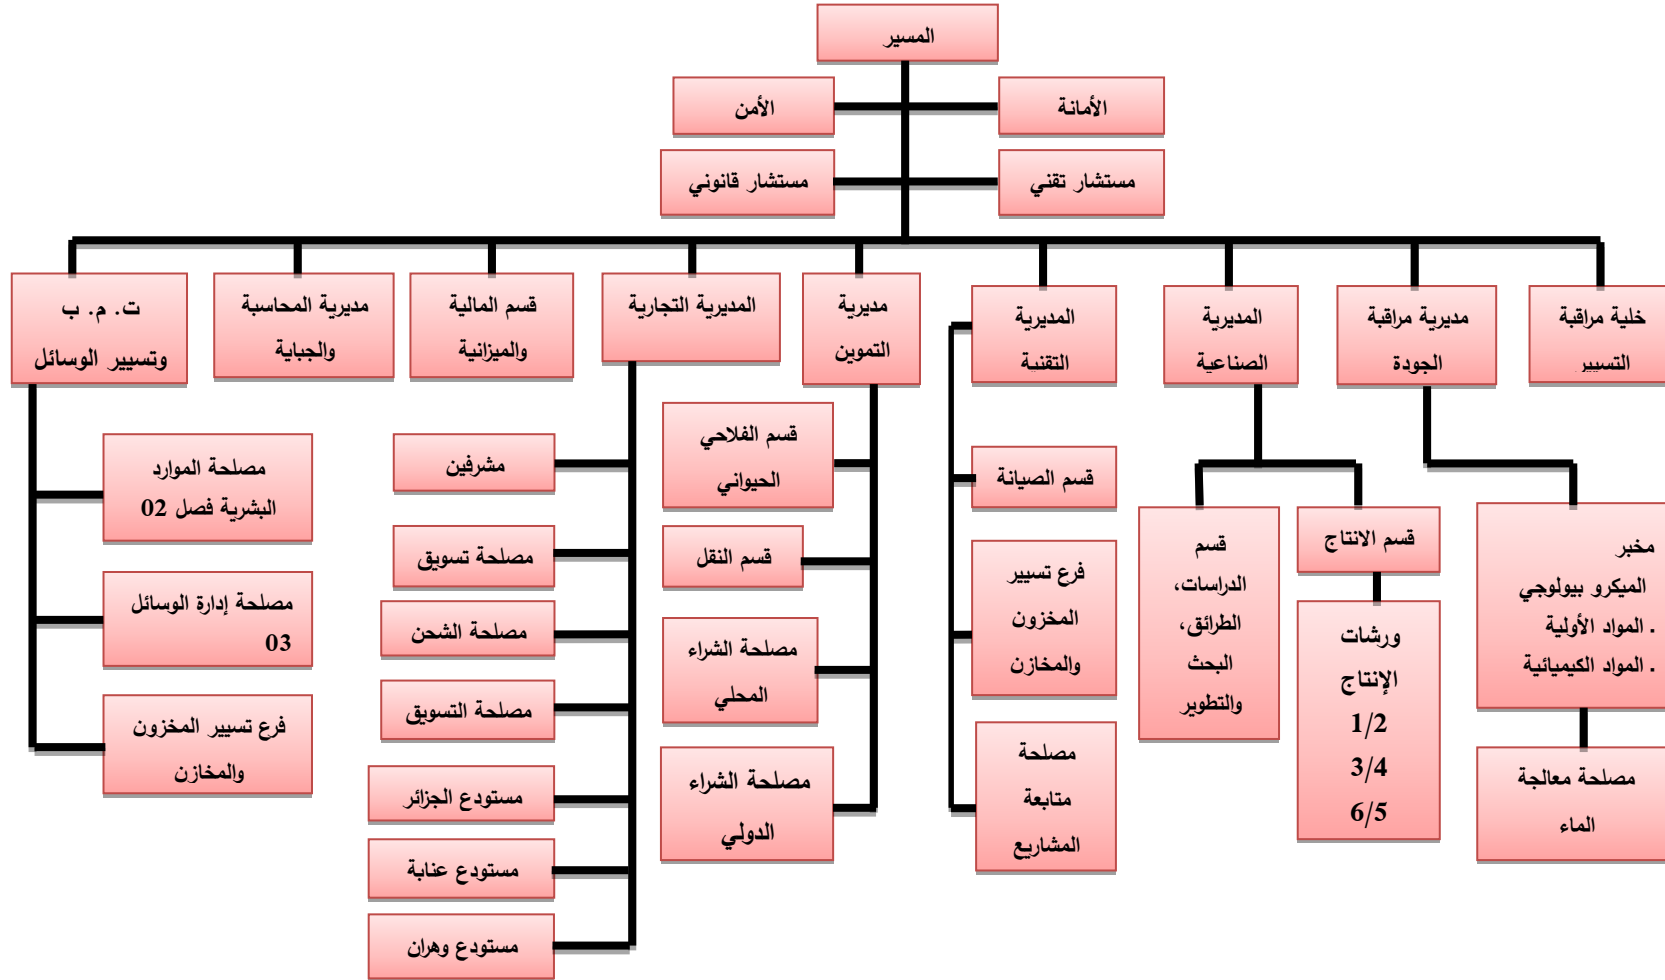 المسير
الأمانة
الأمن
مستشار تقني
مستشار قانوني
خلية مراقبة
التسيير
مديرية مراقبة
الجودة
المديرية
الصناعية
المديرية
التقنية
مديرية
التموين
المديرية التجارية
قسم المالية
والميزانية
مديرية المحاسبة
والجباية
ت. م. ب
وتسيير الوسائل
مخبر
الميكرو بيولوجي
. المواد الأولية
. المواد الكيميائية
مصلحة معالجة
الماء
قسم الانتاج
ورشات
الإنتاج
1/2
3/4
6/5
قسم
الدراسات،
الطرائق،
البحث
والتطوير
قسم الصيانة
فرع تسيير
المخزون
والمخازن
مصلحة
متابعة
المشاريع
قسم الفلاحي
الحيواني
قسم النقل
مصلحة الشراء
المحلي
مصلحة الشراء
الدولي
مشرفين
مصلحة تسويق
مصلحة الشحن
مصلحة التسويق
مستودع الجزائر
مستودع عنابة
مستودع وهران
مصلحة الموارد
البشرية فصل 02
مصلحة إدارة الوسائل
03
فرع تسيير المخزون
والمخازن